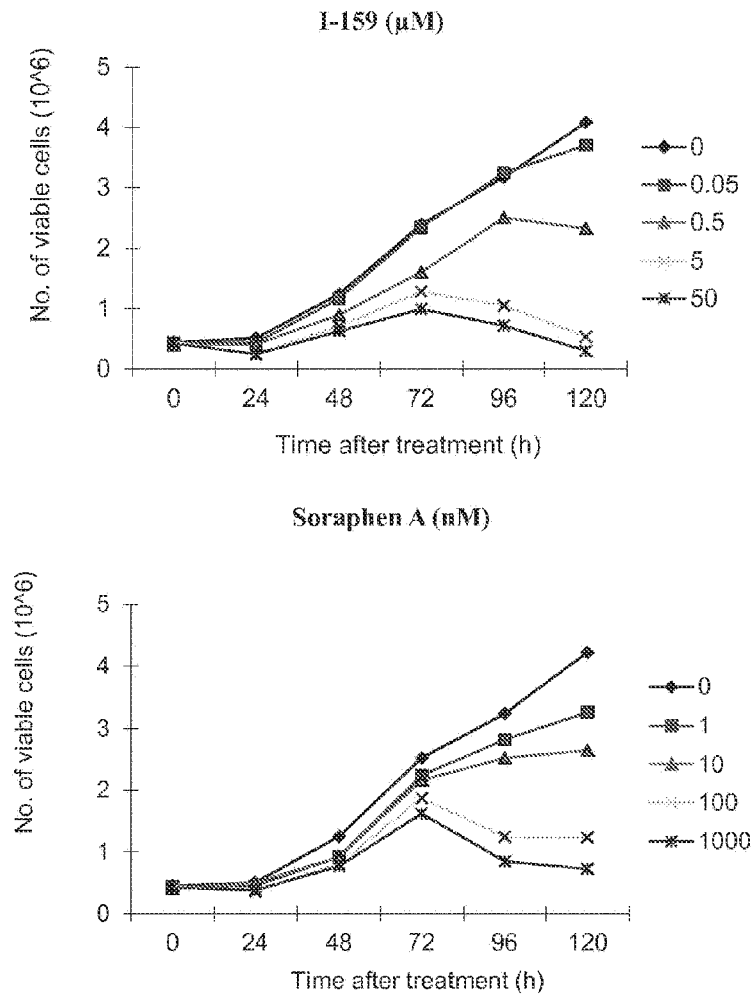 I-159 (µM)
No. of viable cells (10^6)
5
4
3
2
1
0
0 24 48 72 96 120
Time after treatment (h)
0
0.05
0.5
5
50
Soraphen A (nM)
No. of viable cells (10^6)
5
4
3
2
1
0
0 24 48 72 96 120
Time after treatment (h)
0
1
10
100
1000